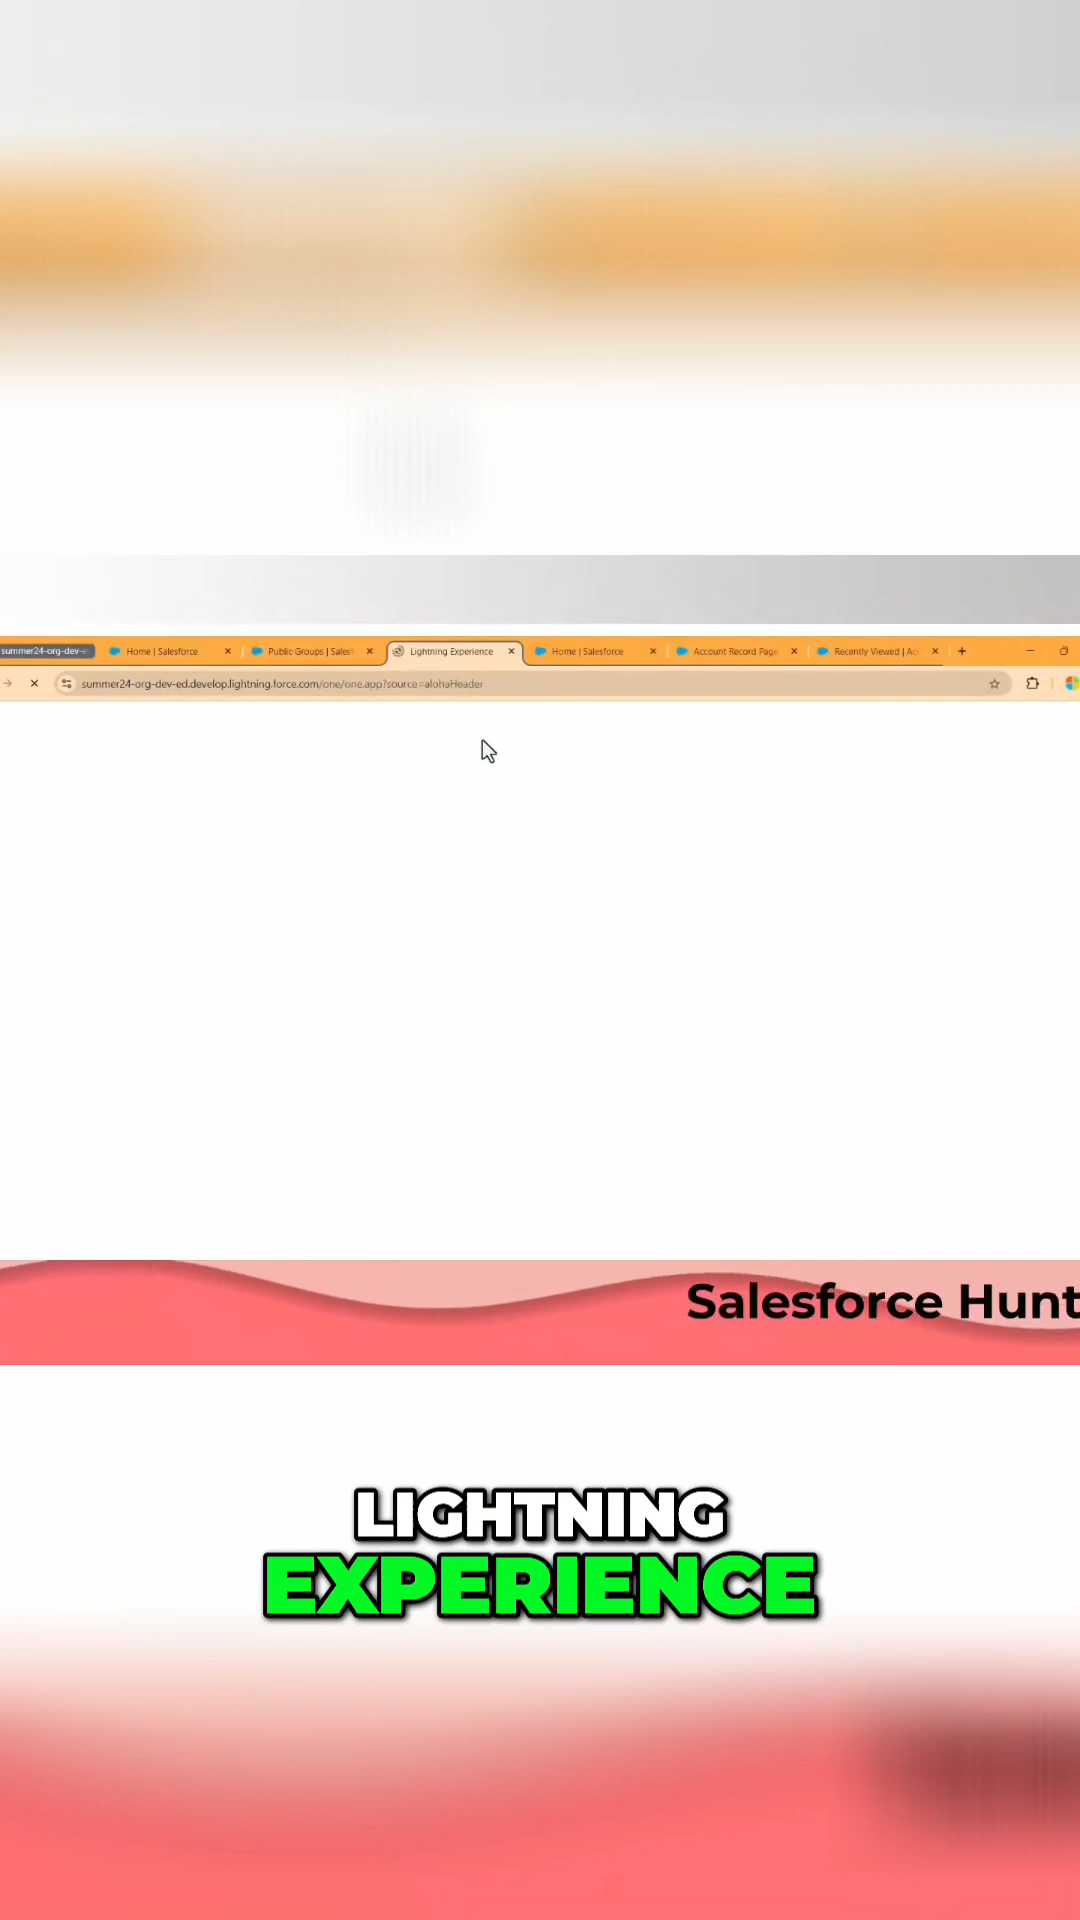 summer24-org-dev-e
Home | Salesforce
Public Groups | Salesf
Lightning Experience
Home | Salesforce
Account Record Page
Recently Viewed | Ac
summer24-org-dev-ed.develop.lightning.force.com/one/one.app?source=alohaHeader
Salesforce Hunt
LIGHTNING
EXPERIENCE